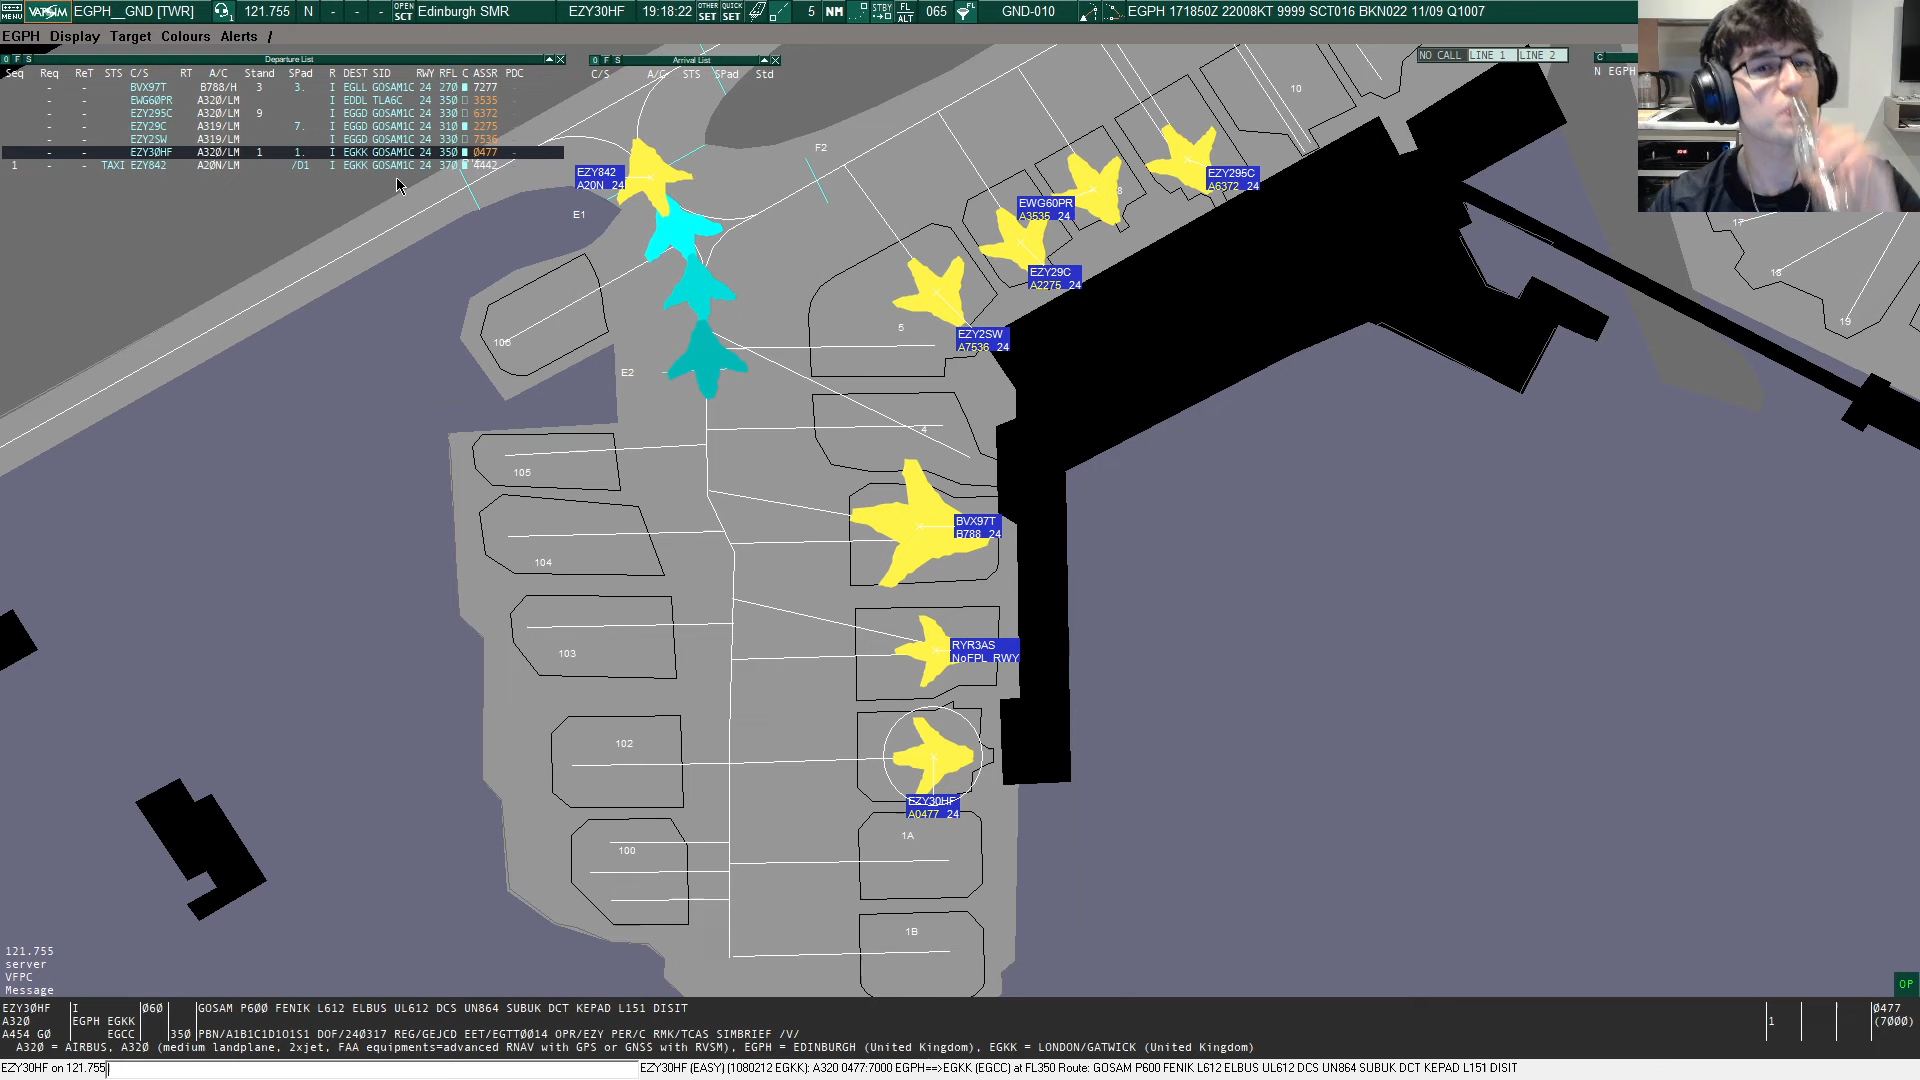 MENU VATSIM EGPH__GND [TWR] 121.755 N - - - OPEN SCT Edinburgh SMR EZY30HF 19:18:22 OTHER SET QUICK SET 5 NM STBY FL ALT 065 FL GND-010 EGPH 171850Z 22008KT 9999 SCT016 BKN022 11/09 Q1007
EGPH Display Target Colours Alerts /
O F S Departure List
Seq Req ReT STS C/S RT A/C Stand SPad R DEST SID RWY RFL C ASSR PDC
- - BVX97T B788/H 3 3. I EGLL GOSAM1C 24 270 7277 -
- - EWG60PR A320/LM I EDDL TLA6C 24 350 3535 -
- - EZY295C A320/LM 9 I EGGD GOSAM1C 24 330 6372 -
- - EZY29C A319/LM 7. I EGGD GOSAM1C 24 310 2275 -
- - EZY2SW A319/LM I EGGD GOSAM1C 24 330 7536 -
- - EZY30HF A320/LM 1 1. I EGKK GOSAM1C 24 350 0477 -
1 - - TAXI EZY842 A20N/LM /D1 I EGKK GOSAM1C 24 370 4442
O F S Arrival List
C/S A/C STS SPad Std
NO CALL LINE 1 LINE 2
C
N EGPH
10
F2
EZY842
A20N 24
E1
8
EZY295C
A6372 24
EWG60PR
A3535 24
17
EZY29C
A2275 24
18
19
5
EZY2SW
A7536 24
106
E2
4
105
BVX97T
B788 24
104
103
RYR3AS
NoFPL RWY
102
EZY30HF
A0477 24
1A
100
1B
121.755
server
VFPC
Message
OP
EZY30HF I 060 GOSAM P600 FENIK L612 ELBUS UL612 DCS UN864 SUBUK DCT KEPAD L151 DISIT 0477
A320 EGPH EGKK 1 (7000)
A454 G0 EGCC 350 PBN/A1B1C1D1O1S1 DOF/240317 REG/GEJCD EET/EGTT0014 OPR/EZY PER/C RMK/TCAS SIMBRIEF /V/
A320 = AIRBUS, A320 (medium landplane, 2xjet, FAA equipments=advanced RNAV with GPS or GNSS with RVSM), EGPH = EDINBURGH (United Kingdom), EGKK = LONDON/GATWICK (United Kingdom)
EZY30HF on 121.755 EZY30HF (EASY) (1080212 EGKK): A320 0477:7000 EGPH==>EGKK (EGCC) at FL350 Route: GOSAM P600 FENIK L612 ELBUS UL612 DCS UN864 SUBUK DCT KEPAD L151 DISIT